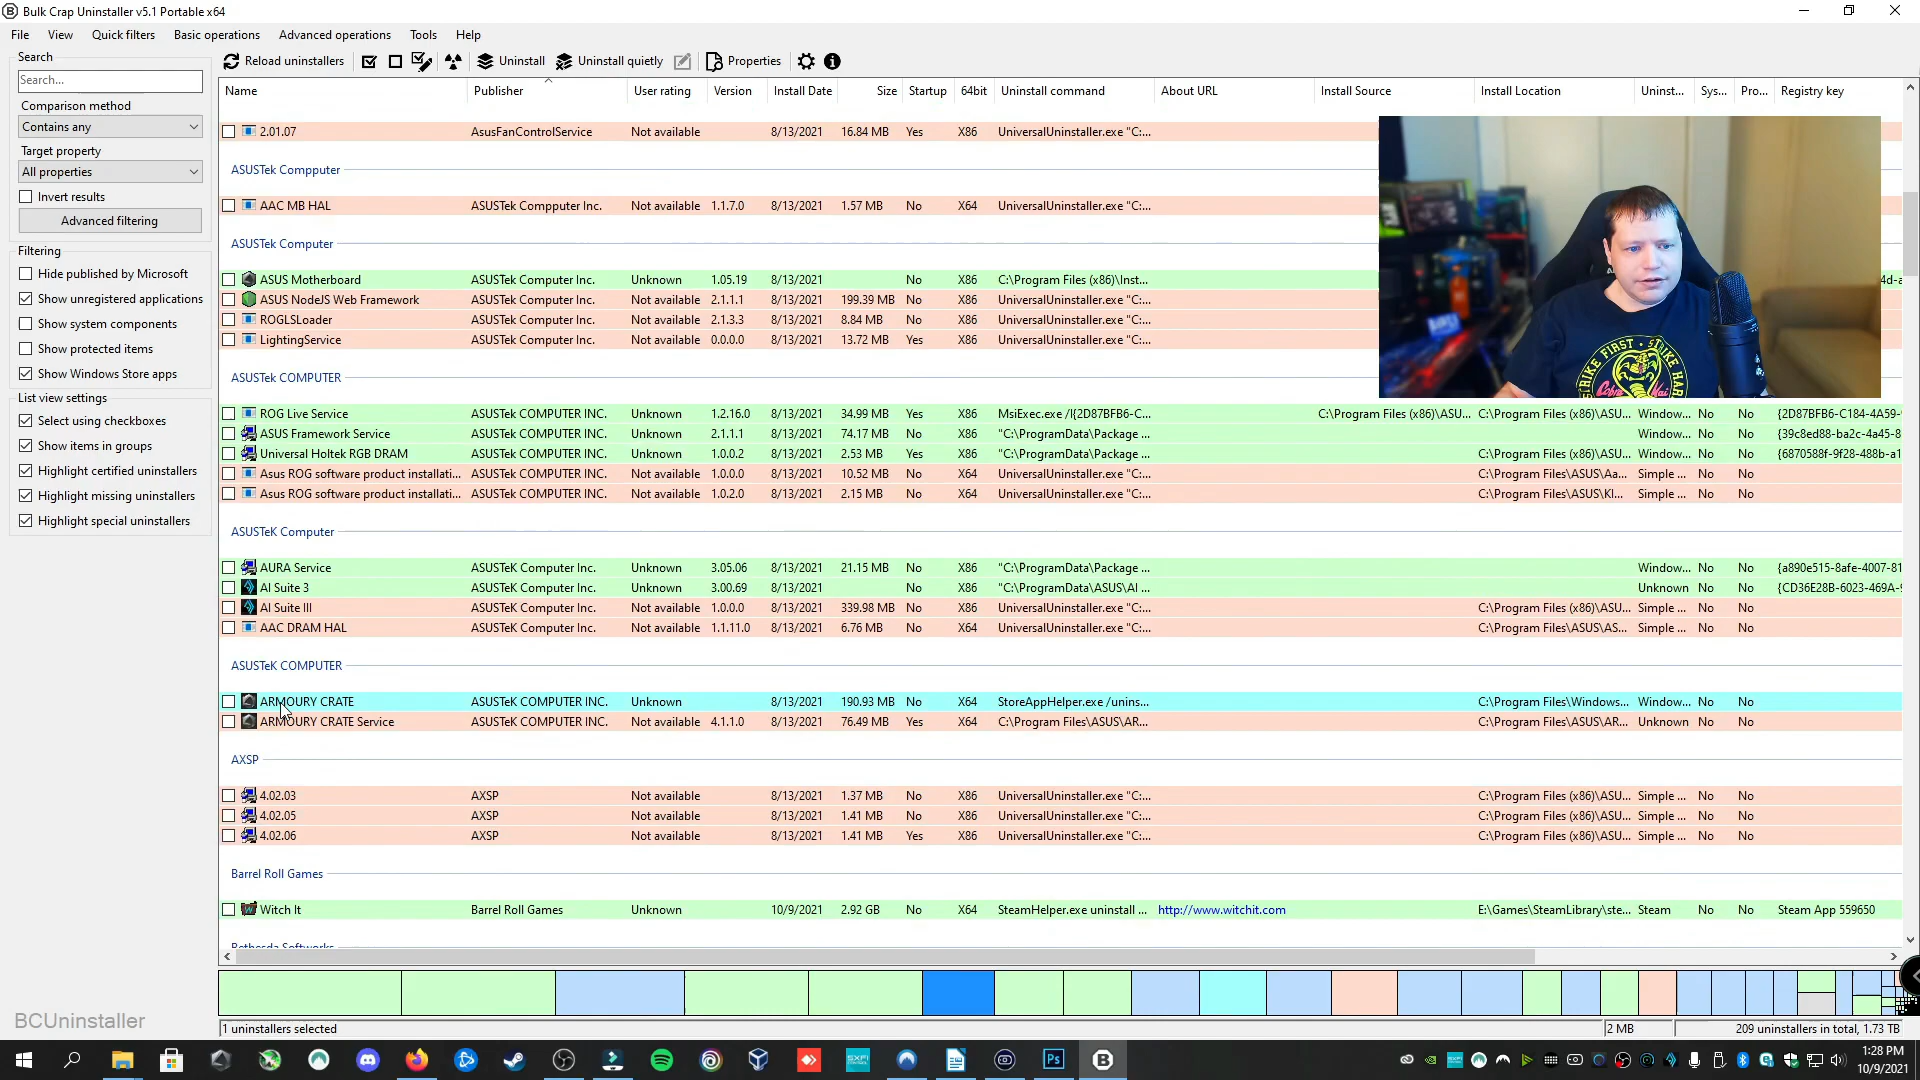 Bulk Crap Uninstaller v5.1 Portable x64
File View Quick filters Basic operations Advanced operations Tools Help
Search
Search...
Comparison method
Contains any
Target property
All properties
Invert results
Advanced filtering
Filtering
Hide published by Microsoft
Show unregistered applications
Show system components
Show protected items
Show Windows Store apps
List view settings
Select using checkboxes
Show items in groups
Highlight certified uninstallers
Highlight missing uninstallers
Highlight special uninstallers
BCUninstaller
Reload uninstallers Uninstall Uninstall quietly Properties
Name Publisher User rating Version Install Date Size Startup 64bit Uninstall command About URL Install Source Install Location Uninst... Sys... Pro... Registry key
2.01.07 AsusFanControlService Not available 8/13/2021 16.84 MB Yes X86 UniversalUninstaller.exe "C:...
ASUSTek Compputer
AAC MB HAL ASUSTek Compputer Inc. Not available 1.1.7.0 8/13/2021 1.57 MB No X64 UniversalUninstaller.exe "C:...
ASUSTek Computer
ASUS Motherboard ASUSTek Computer Inc. Unknown 1.05.19 8/13/2021 No X86 C:\Program Files (x86)\Inst... 4d-a
ASUS NodeJS Web Framework ASUSTek Computer Inc. Not available 2.1.1.1 8/13/2021 199.39 MB No X86 UniversalUninstaller.exe "C:...
ROGLSLoader ASUSTek Computer Inc. Not available 2.1.3.3 8/13/2021 8.84 MB No X86 UniversalUninstaller.exe "C:...
LightingService ASUSTek Computer Inc. Not available 0.0.0.0 8/13/2021 13.72 MB Yes X86 UniversalUninstaller.exe "C:...
STRIKE FIRST • STRIKE HAR
Cobra Kai
ASUSTek COMPUTER
ROG Live Service ASUSTek COMPUTER INC. Unknown 1.2.16.0 8/13/2021 34.99 MB Yes X86 MsiExec.exe /I{2D87BFB6-C... C:\Program Files (x86)\ASU... C:\Program Files (x86)\ASU... Window... No No {2D87BFB6-C184-4A59-
ASUS Framework Service ASUSTek COMPUTER INC. Unknown 2.1.1.1 8/13/2021 74.17 MB No X86 "C:\ProgramData\Package ... Window... No No {39c8ed88-ba2c-4a45-8
Universal Holtek RGB DRAM ASUSTek COMPUTER INC. Unknown 1.0.0.2 8/13/2021 2.53 MB Yes X86 "C:\ProgramData\Package ... C:\Program Files (x86)\ASU... Window... No No {6870588f-9f28-488b-a1
Asus ROG software product installati... ASUSTek COMPUTER INC. Not available 1.0.0.0 8/13/2021 10.52 MB No X64 UniversalUninstaller.exe "C:... C:\Program Files\ASUS\Aa... Simple ... No No
Asus ROG software product installati... ASUSTek COMPUTER INC. Not available 1.0.2.0 8/13/2021 2.15 MB No X64 UniversalUninstaller.exe "C:... C:\Program Files\ASUS\KI... Simple ... No No
ASUSTeK Computer
AURA Service ASUSTeK Computer Inc. Unknown 3.05.06 8/13/2021 21.15 MB No X86 "C:\ProgramData\Package ... Window... No No {a890e515-8afe-4007-81
AI Suite 3 ASUSTeK Computer Inc. Unknown 3.00.69 8/13/2021 No X86 "C:\ProgramData\ASUS\AI ... Unknown No No {CD36E28B-6023-469A-9
AI Suite III ASUSTeK Computer Inc. Not available 1.0.0.0 8/13/2021 339.98 MB No X86 UniversalUninstaller.exe "C:... C:\Program Files (x86)\ASU... Simple ... No No
AAC DRAM HAL ASUSTeK Computer Inc. Not available 1.1.11.0 8/13/2021 6.76 MB No X64 UniversalUninstaller.exe "C:... C:\Program Files\ASUS\AS... Simple ... No No
ASUSTeK COMPUTER
ARMOURY CRATE ASUSTeK COMPUTER INC. Unknown 8/13/2021 190.93 MB No X64 StoreAppHelper.exe /unins... C:\Program Files\Windows... Window... No No
ARMOURY CRATE Service ASUSTeK COMPUTER INC. Not available 4.1.1.0 8/13/2021 76.49 MB Yes X64 C:\Program Files\ASUS\AR... C:\Program Files\ASUS\AR... Unknown No No
AXSP
4.02.03 AXSP Not available 8/13/2021 1.37 MB No X86 UniversalUninstaller.exe "C:... C:\Program Files (x86)\ASU... Simple ... No No
4.02.05 AXSP Not available 8/13/2021 1.41 MB No X86 UniversalUninstaller.exe "C:... C:\Program Files (x86)\ASU... Simple ... No No
4.02.06 AXSP Not available 8/13/2021 1.41 MB Yes X86 UniversalUninstaller.exe "C:... C:\Program Files (x86)\ASU... Simple ... No No
Barrel Roll Games
Witch It Barrel Roll Games Unknown 10/9/2021 2.92 GB No X64 SteamHelper.exe uninstall ... http://www.witchit.com E:\Games\SteamLibrary\ste... Steam No No Steam App 559650
Bethesda Softworks
1 uninstallers selected 2 MB 209 uninstallers in total, 1.73 TB
SXFI
Ps
B
1:28 PM
10/9/2021